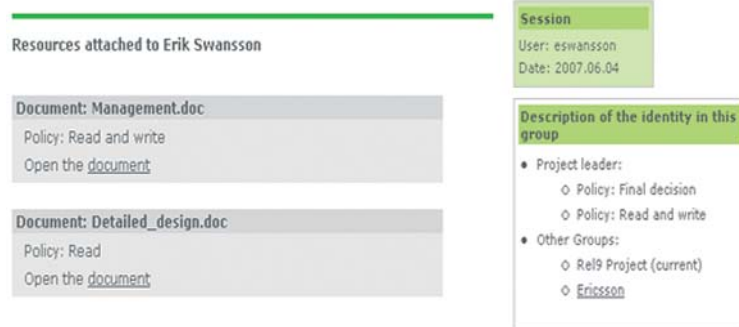 Resources attached to Erik Swansson
Document: Management.doc
Policy: Read and write
Open the document
Document: Detailed_design.doc
Policy: Read
Open the document
Session
User: eswansson
Date: 2007.06.04
Description of the identity in this
group
Project leader:
Policy: Final decision
Policy: Read and write
Other Groups:
Rel9 Project (current)
Ericsson